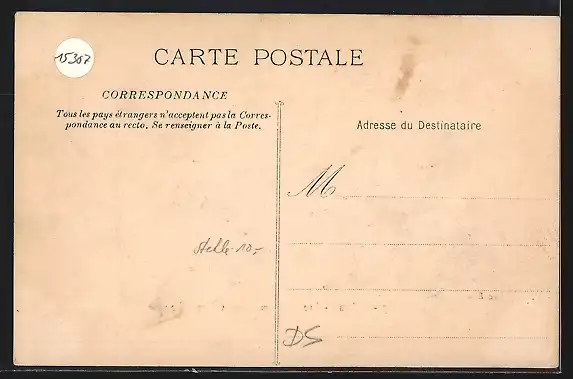 15307
CARTE POSTALE
CORRESPONDANCE
Tous les pays étrangers n'acceptent pas la Corres-
pondance au recto. Se renseigner à la Poste.
Adresse du Destinataire
M
10.-
DS